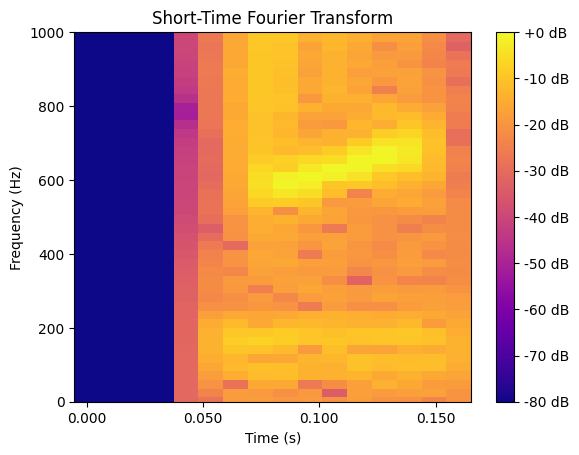 Short-Time Fourier Transform
1000
800
600
400
200
0
Frequency (Hz)
0.000
0.050
0.100
0.150
Time (s)
+0 dB
-10 dB
-20 dB
-30 dB
-40 dB
-50 dB
-60 dB
-70 dB
-80 dB